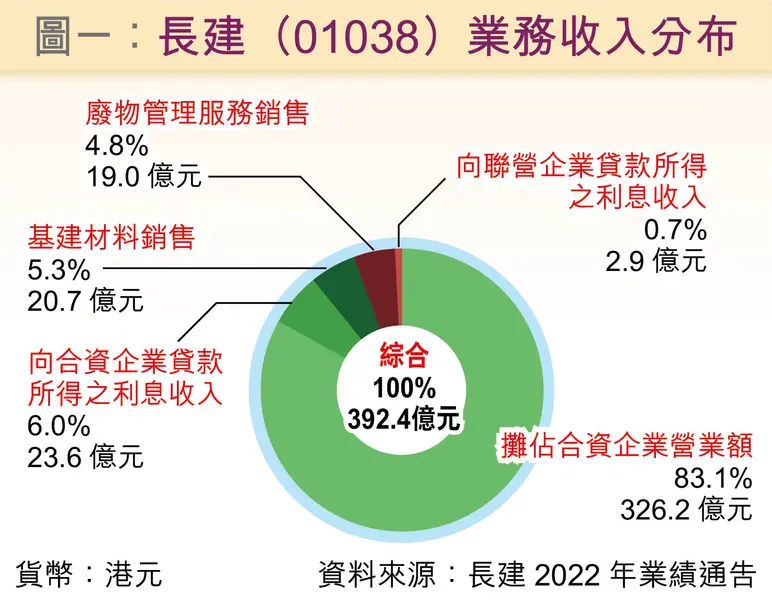 圖一：長建（01038）業務收入分布
廢物管理服務銷售
4.8%
19.0 億元
向聯營企業貸款所得
之利息收入
0.7%
2.9 億元
基建材料銷售
5.3%
20.7 億元
向合資企業貸款
所得之利息收入
6.0%
23.6 億元
綜合
100%
392.4億元
攤佔合資企業營業額
83.1%
326.2 億元
貨幣：港元
資料來源：長建 2022 年業績通告